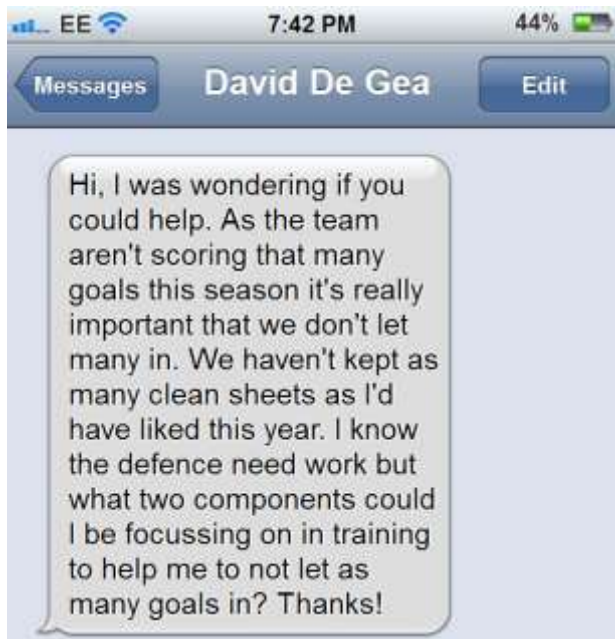 EE 7:42 PM 44%
Messages David De Gea Edit
Hi, I was wondering if you
could help. As the team
aren't scoring that many
goals this season it's really
important that we don't let
many in. We haven't kept as
many clean sheets as I'd
have liked this year. I know
the defence need work but
what two components could
I be focussing on in training
to help me to not let as
many goals in? Thanks!